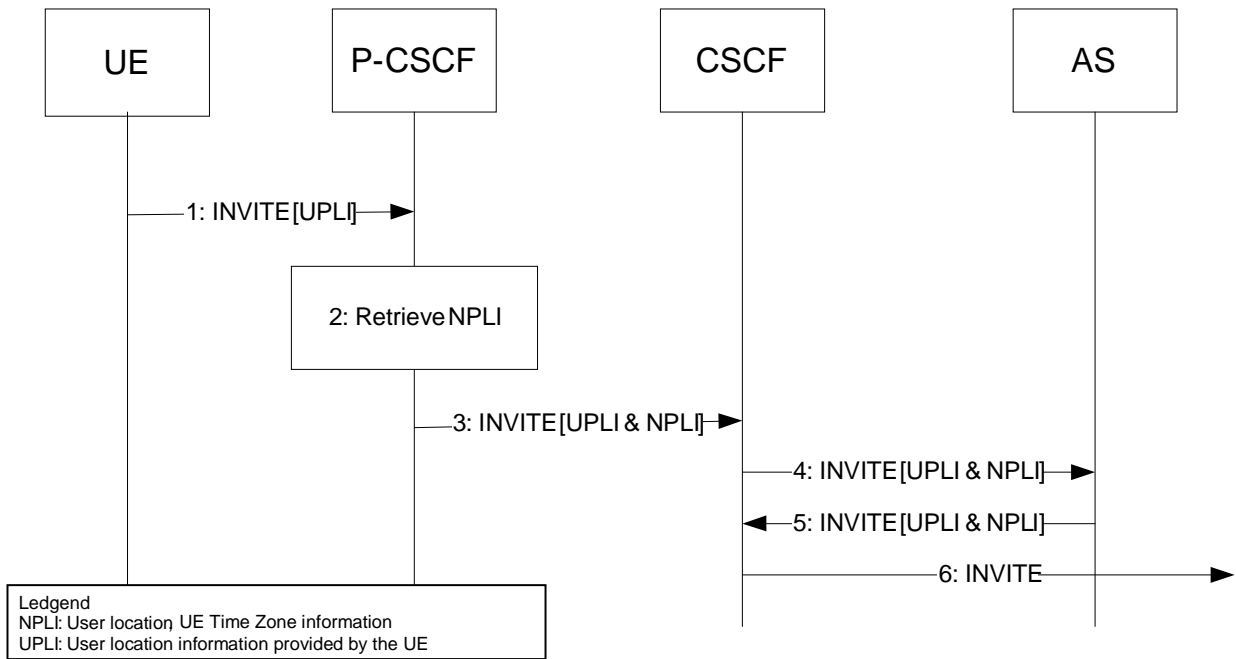 UE
P-CSCF
CSCF
AS
1: INVITE[UPLI]
2: Retrieve NPLI
3: INVITE[UPLI & NPLI]
4: INVITE[UPLI & NPLI]
5: INVITE[UPLI & NPLI]
6: INVITE
Ledgend
NPLI: User location, UE Time Zone information
UPLI: User location information provided by the UE